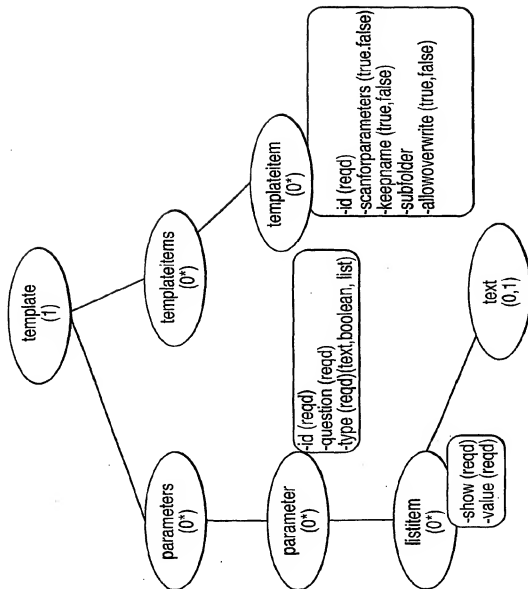 template
(1)
parameters
(0*)
templateitems
(0*)
parameter
(0*)
-id (reqd)
-question (reqd)
-type (reqd)(text,boolean, list)
templateitem
(0*)
-id (reqd)
-scanforparameters (true.false)
-keepname (true,false)
-subfolder
-allowoverwrite (true,false)
listitem
(0*)
-show (reqd)
-value (reqd)
text
(0,1)